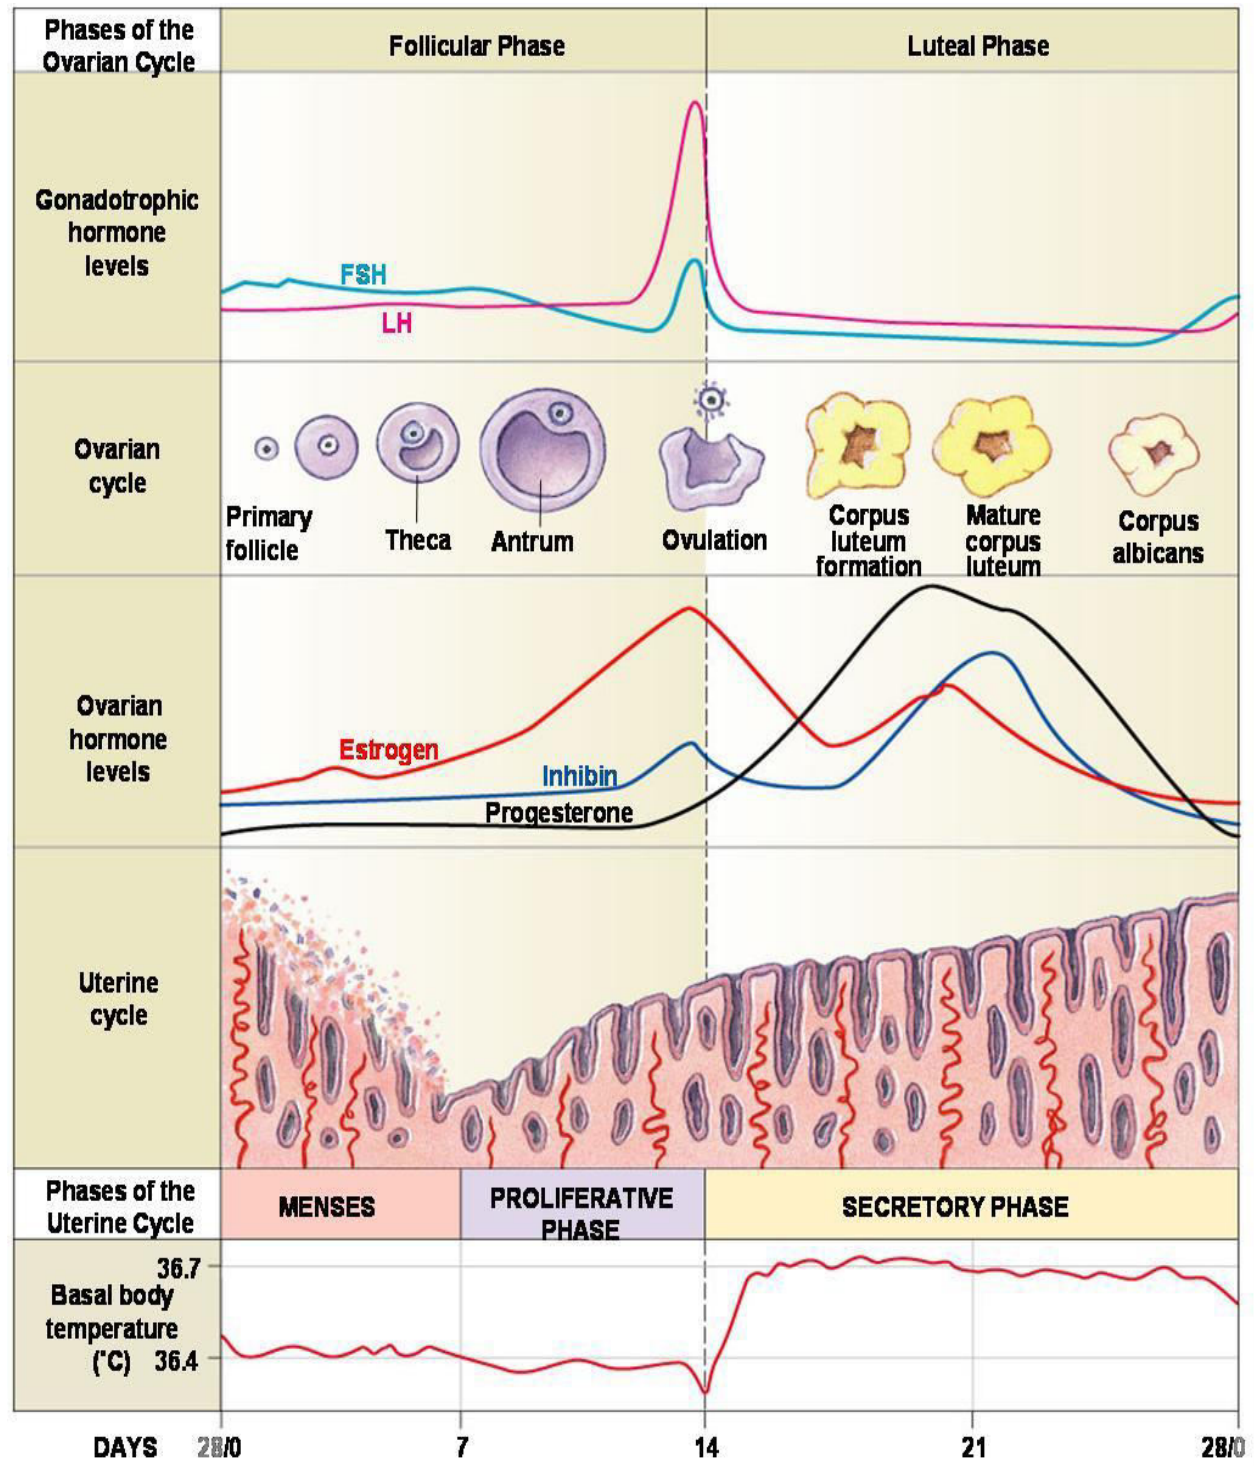 Phases of the
Ovarian Cycle
Follicular Phase
Luteal Phase
Gonadotrophic
hormone
levels
FSH
LH
Ovarian
cycle
Primary
follicle
Theca
Antrum
Ovulation
Corpus
luteum
formation
Mature
corpus
luteum
Corpus
albicans
Ovarian
hormone
levels
Estrogen
Inhibin
Progesterone
Uterine
cycle
Phases of the
Uterine Cycle
MENSES
PROLIFERATIVE
PHASE
SECRETORY PHASE
36.7
Basal body
temperature
(°C) 36.4
DAYS 28/0 7 14 21 28/0